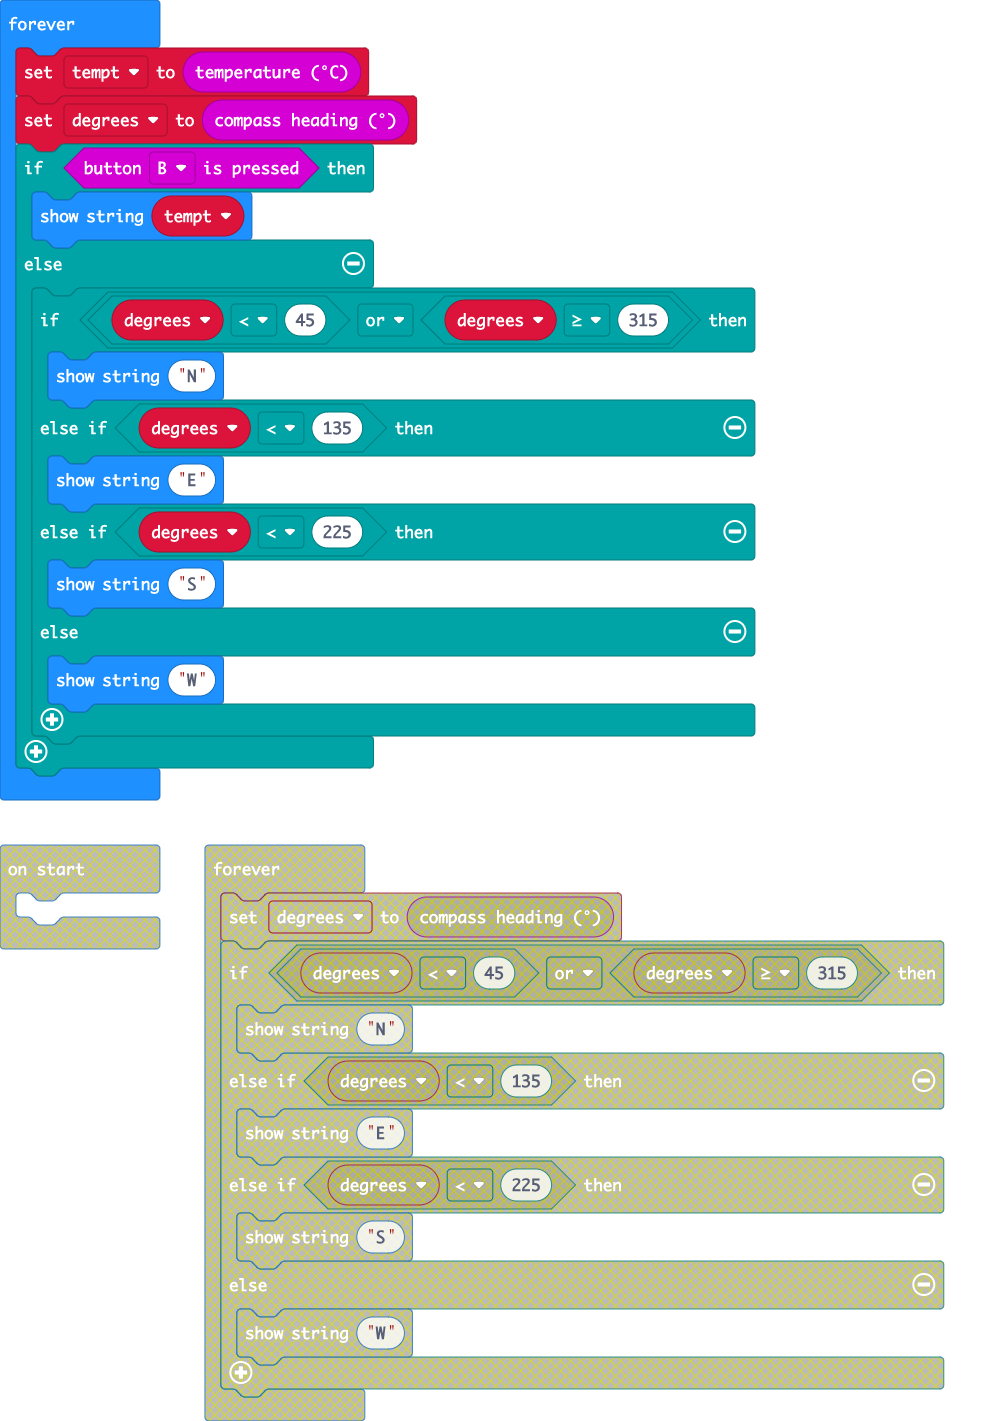 forever
set tempt to temperature (°C)
set degrees to compass heading (°)
if button B is pressed then
show string tempt
else
if degrees < 45 or degrees ≥ 315 then
show string "N"
else if degrees < 135 then
show string "E"
else if degrees < 225 then
show string "S"
else
show string "W"
on start
forever
set degrees to compass heading (°)
if degrees < 45 or degrees ≥ 315 then
show string "N"
else if degrees < 135 then
show string "E"
else if degrees < 225 then
show string "S"
else
show string "W"